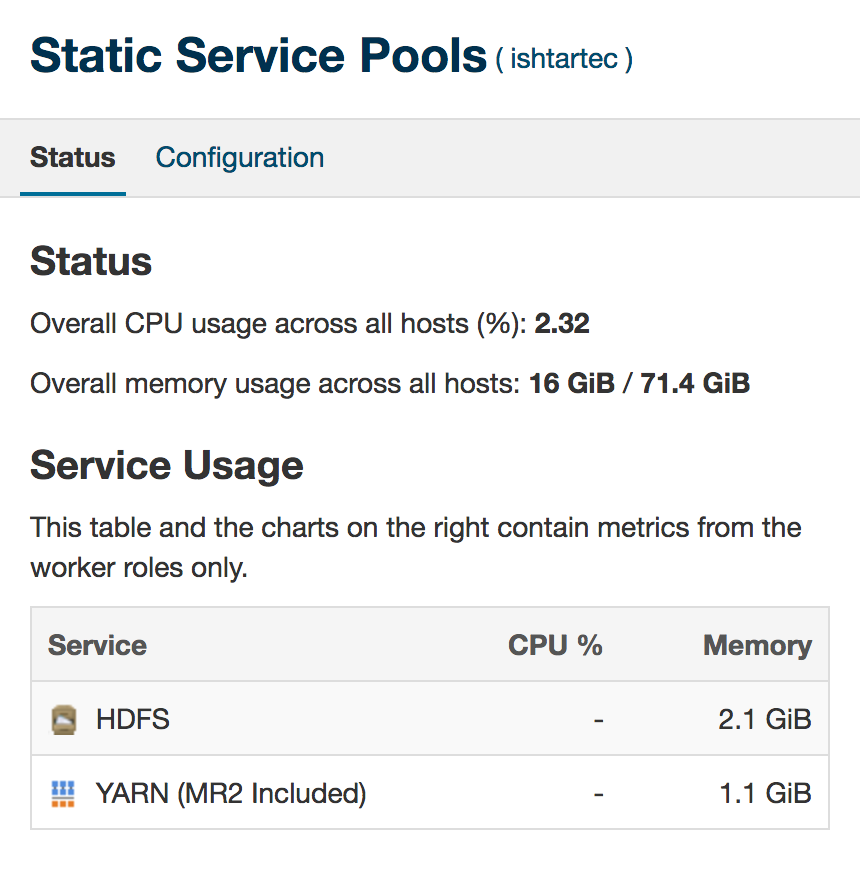 Static Service Pools ( ishtartec )
Status Configuration
Status
Overall CPU usage across all hosts (%): 2.32
Overall memory usage across all hosts: 16 GiB / 71.4 GiB
Service Usage
This table and the charts on the right contain metrics from the
worker roles only.
Service CPU % Memory
HDFS - 2.1 GiB
YARN (MR2 Included) - 1.1 GiB